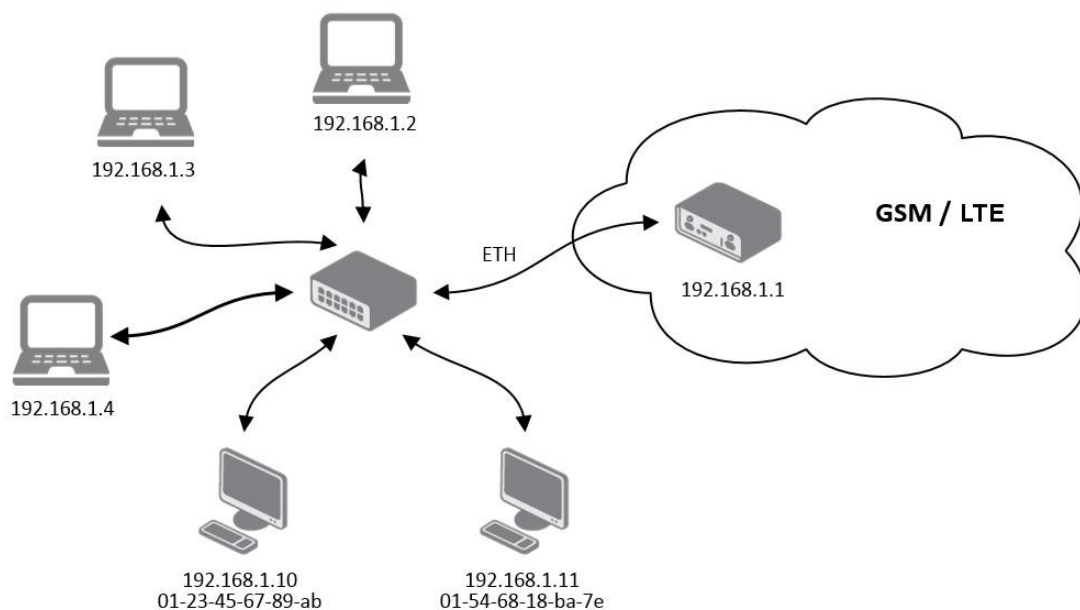 192.168.1.2
192.168.1.3
GSM / LTE
ETH
192.168.1.1
192.168.1.4
192.168.1.10
01-23-45-67-89-ab
192.168.1.11
01-54-68-18-ba-7e